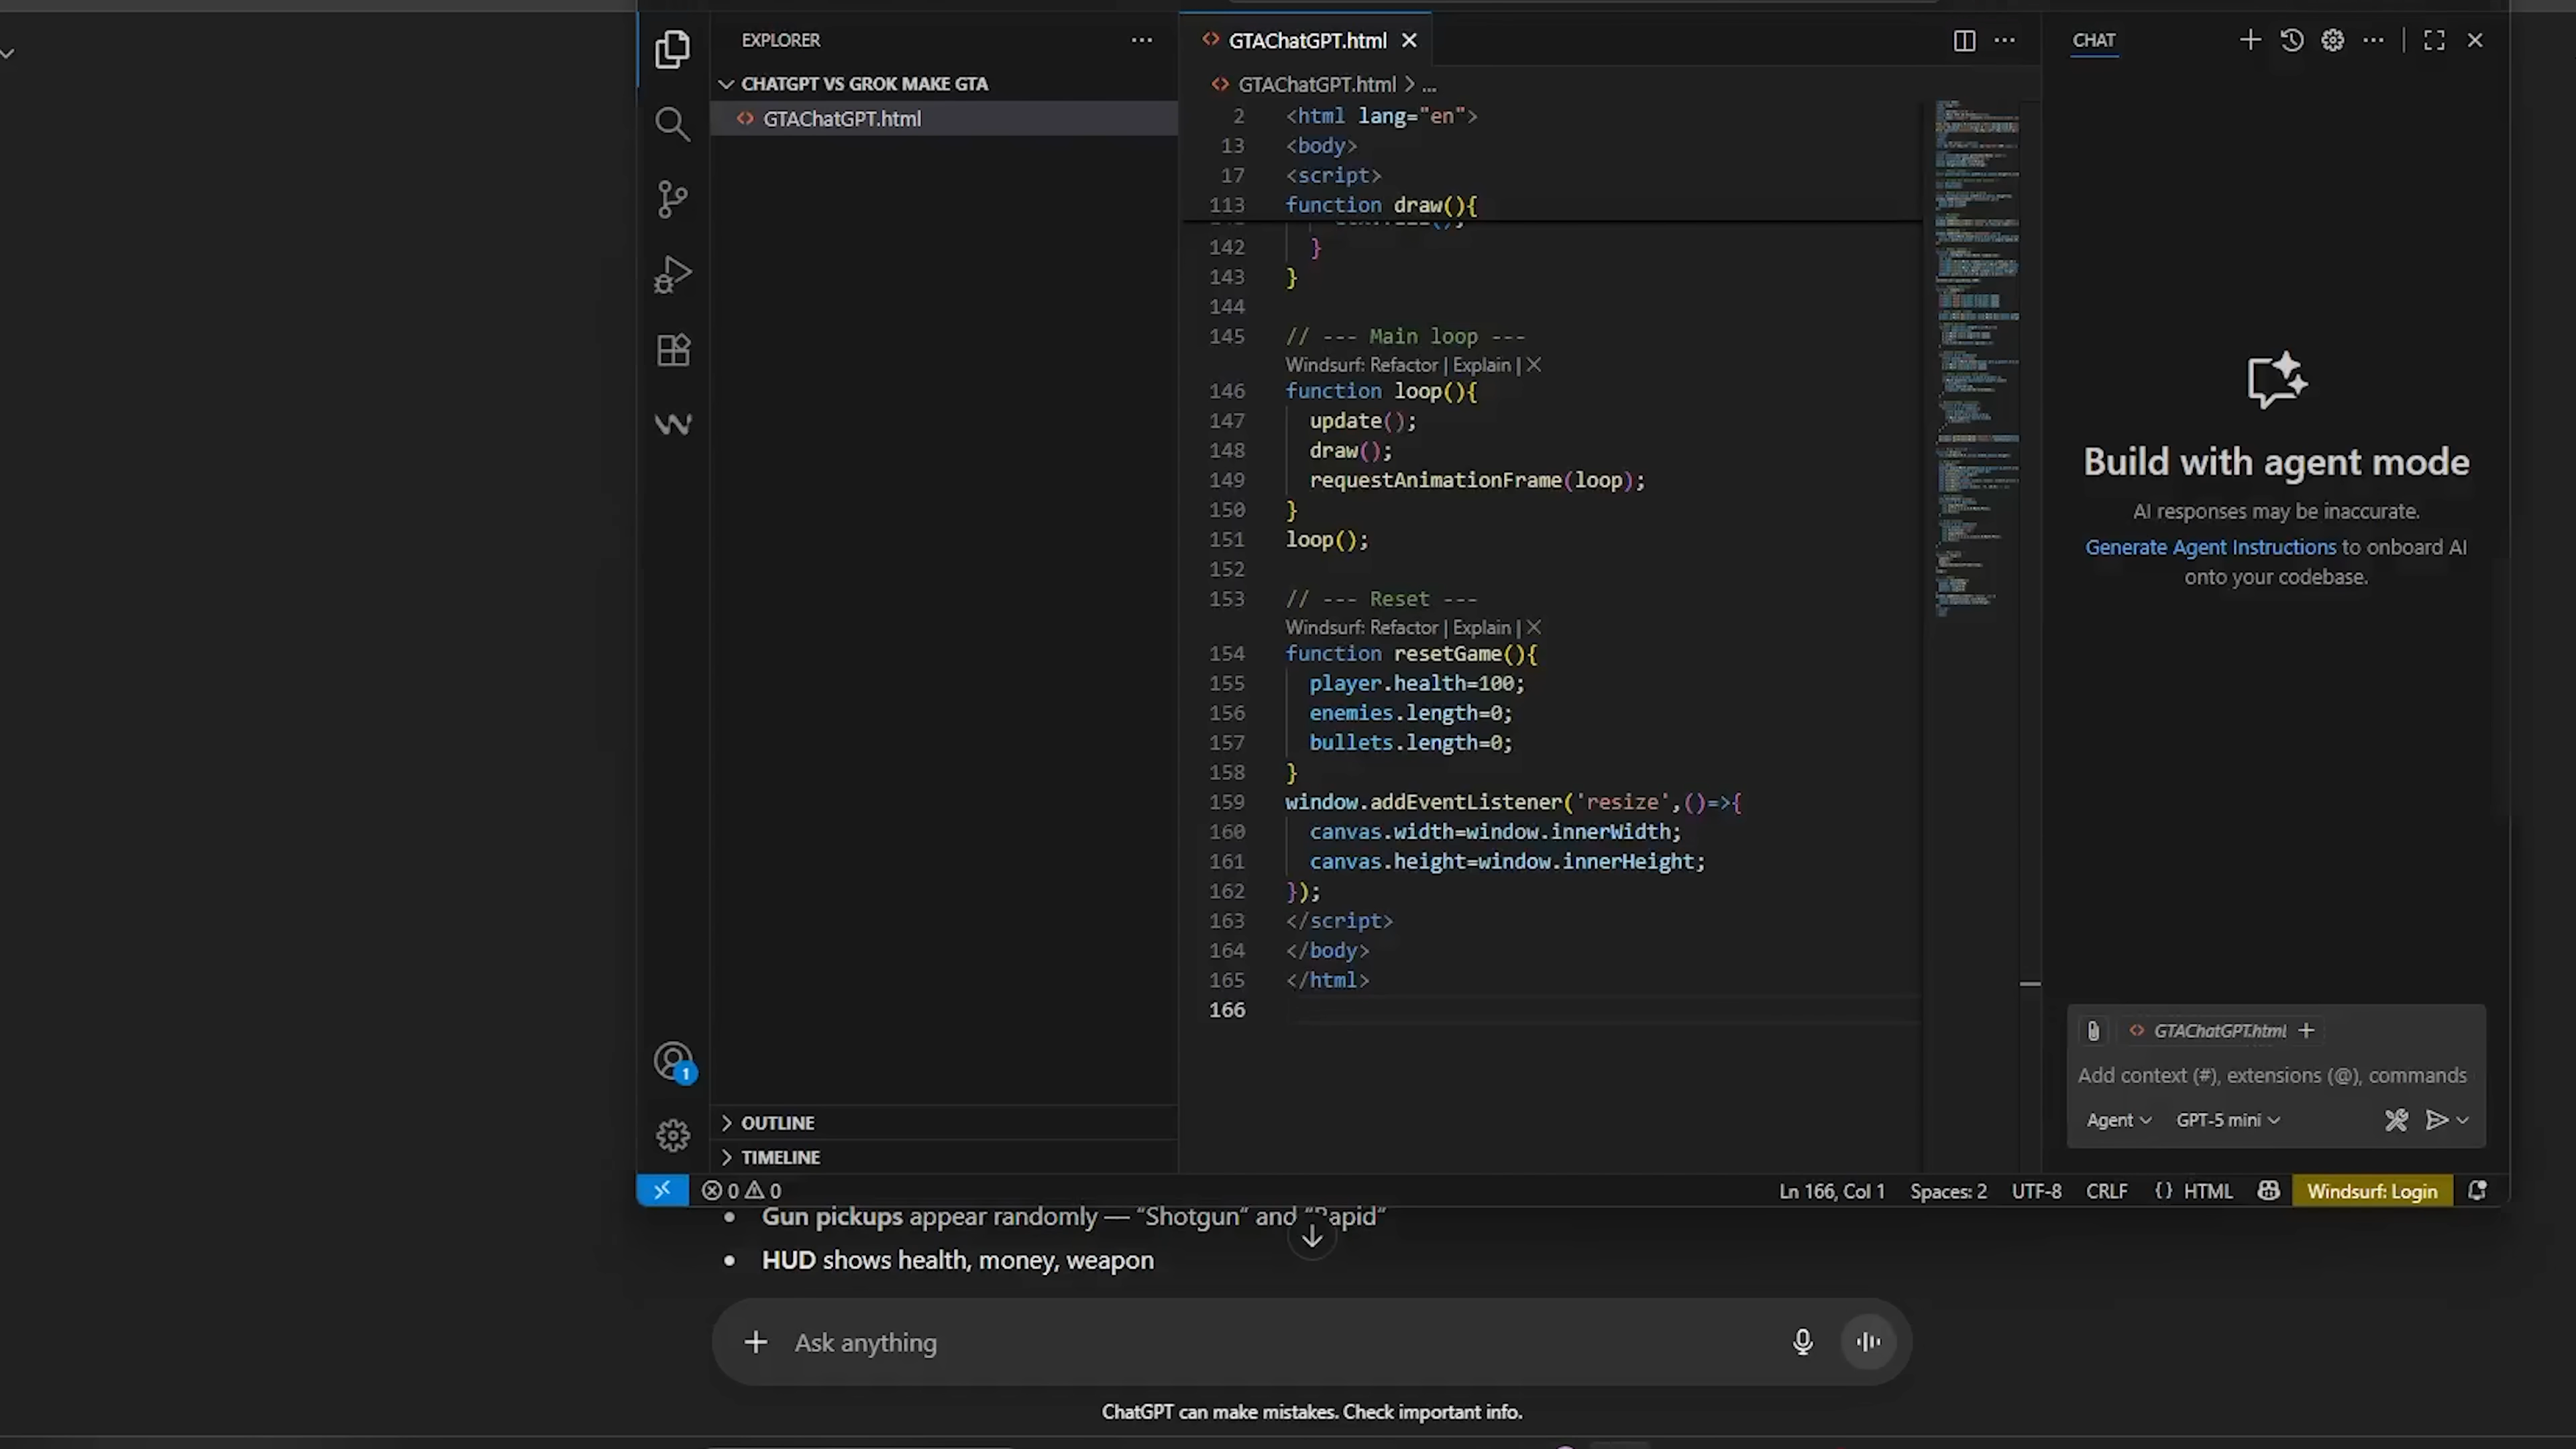 EXPLORER
CHATGPT VS GROK MAKE GTA
GTAChatGPT.html
OUTLINE
TIMELINE
GTAChatGPT.html
GTAChatGPT.html > ...
2 <html lang="en">
13 <body>
17 <script>
113 function draw(){
142 }
143 }
144
145 // --- Main loop ---
Windsurf: Refactor | Explain | X
146 function loop(){
147 update();
148 draw();
149 requestAnimationFrame(loop);
150 }
151 loop();
152
153 // --- Reset ---
Windsurf: Refactor | Explain | X
154 function resetGame(){
155 player.health=100;
156 enemies.length=0;
157 bullets.length=0;
158 }
159 window.addEventListener('resize',()=>{
160 canvas.width=window.innerWidth;
161 canvas.height=window.innerHeight;
162 });
163 </script>
164 </body>
165 </html>
166
CHAT
Build with agent mode
AI responses may be inaccurate.
Generate Agent Instructions to onboard AI
onto your codebase.
GTAChatGPT.html +
Add context (#), extensions (@), commands
Agent GPT-5 mini
1
0 0 Ln 166, Col 1 Spaces: 2 UTF-8 CRLF {} HTML Windsurf: Login
• Gun pickups appear randomly — “Shotgun” and “Rapid”
• HUD shows health, money, weapon
Ask anything
ChatGPT can make mistakes. Check important info.